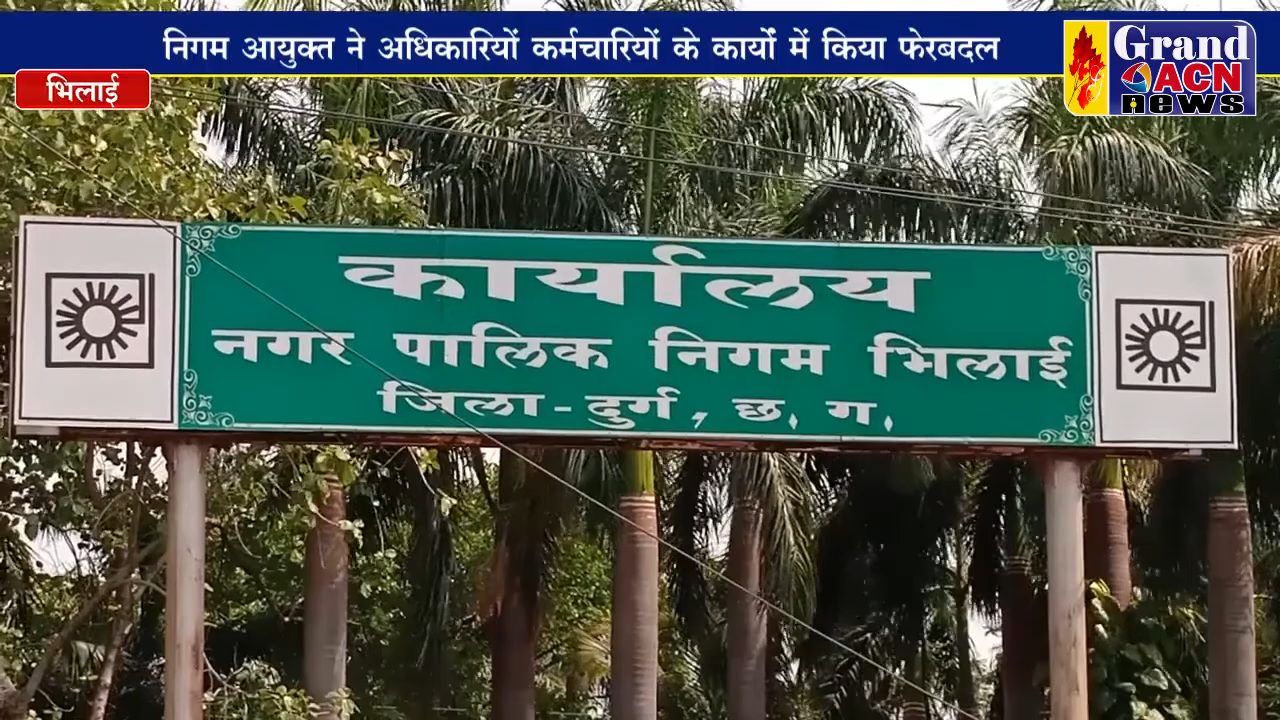 निगम आयुक्त ने अधिकारियों कर्मचारियों के कार्यों में किया फेरबदल
Grand
ACN
news
भिलाई
कार्यालय
नगर पालिक निगम भिलाई
जिला - दुर्ग , छ. ग.